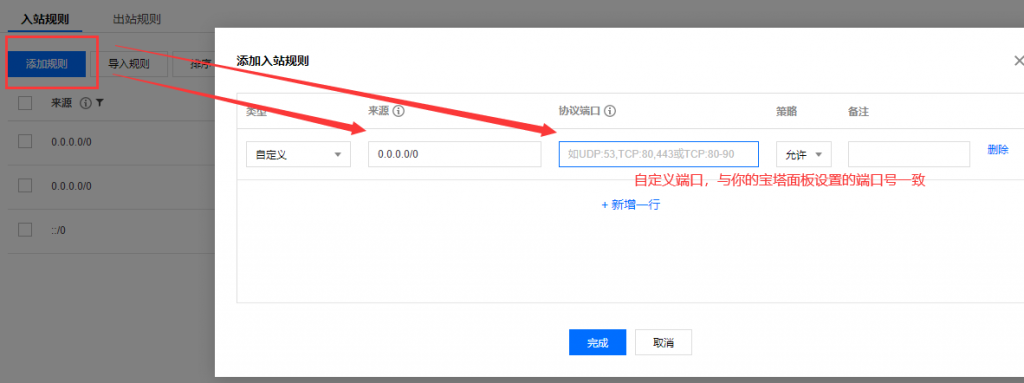 入站规则 出站规则
添加规则 导入规则 排序
来源
0.0.0.0/0
0.0.0.0/0
::/0
添加入站规则
类型 来源 协议端口 策略 备注
自定义 0.0.0.0/0 如UDP:53,TCP:80,443或TCP:80-90 允许 删除
自定义端口，与你的宝塔面板设置的端口号一致
+ 新增一行
完成 取消